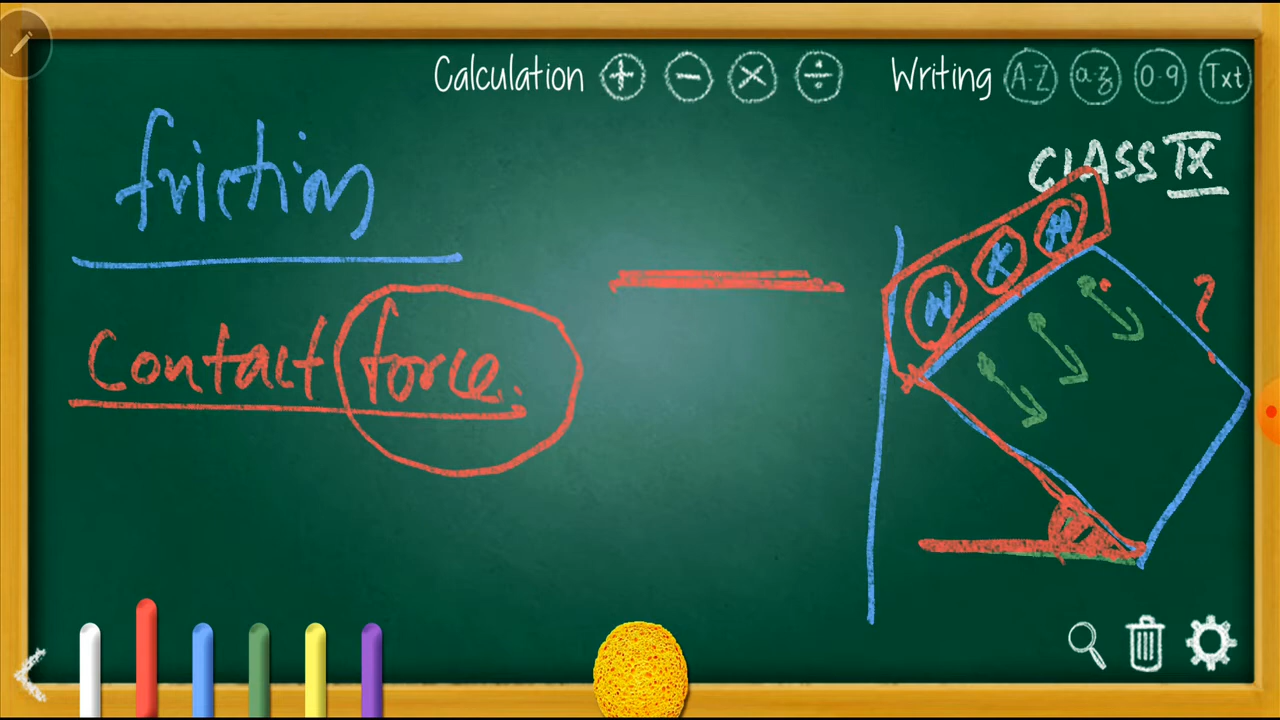 Calculation + - × ÷ Writing A-Z a-z 0-9 Txt
CLASS IX
friction
Contact force.
?